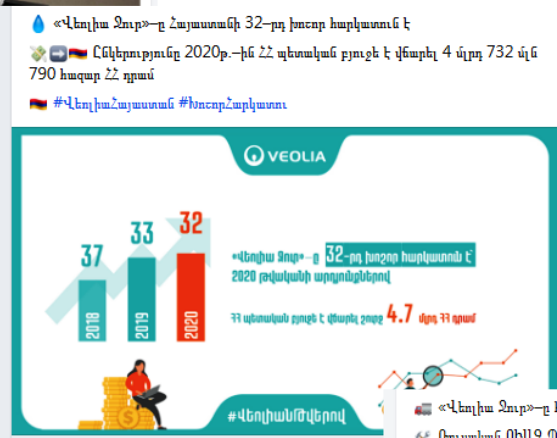 «Վեոլիա Ջուր»–ը Հայաստանի 32–րդ խոշոր հարկատուն է
Ընկերությունը 2020թ.–ին ՀՀ պետական բյուջե է վճարել 4 մլրդ 732 մլն
790 հազար ՀՀ դրամ
#ՎեոլիաՀայաստան #ԽոշորՀարկատու
VEOLIA
37
33
32
2018
2019
2020
«Վեոլիա Ջուր»–ը 32-րդ խոշոր հարկատուն է՝
2020 թվականի արդյունքներով
ՀՀ պետական բյուջե է վճարել շուրջ 4.7 մլրդ ՀՀ դրամ
#ՎեոլիանԹվերով
«Վեոլիա Ջուր»–ը